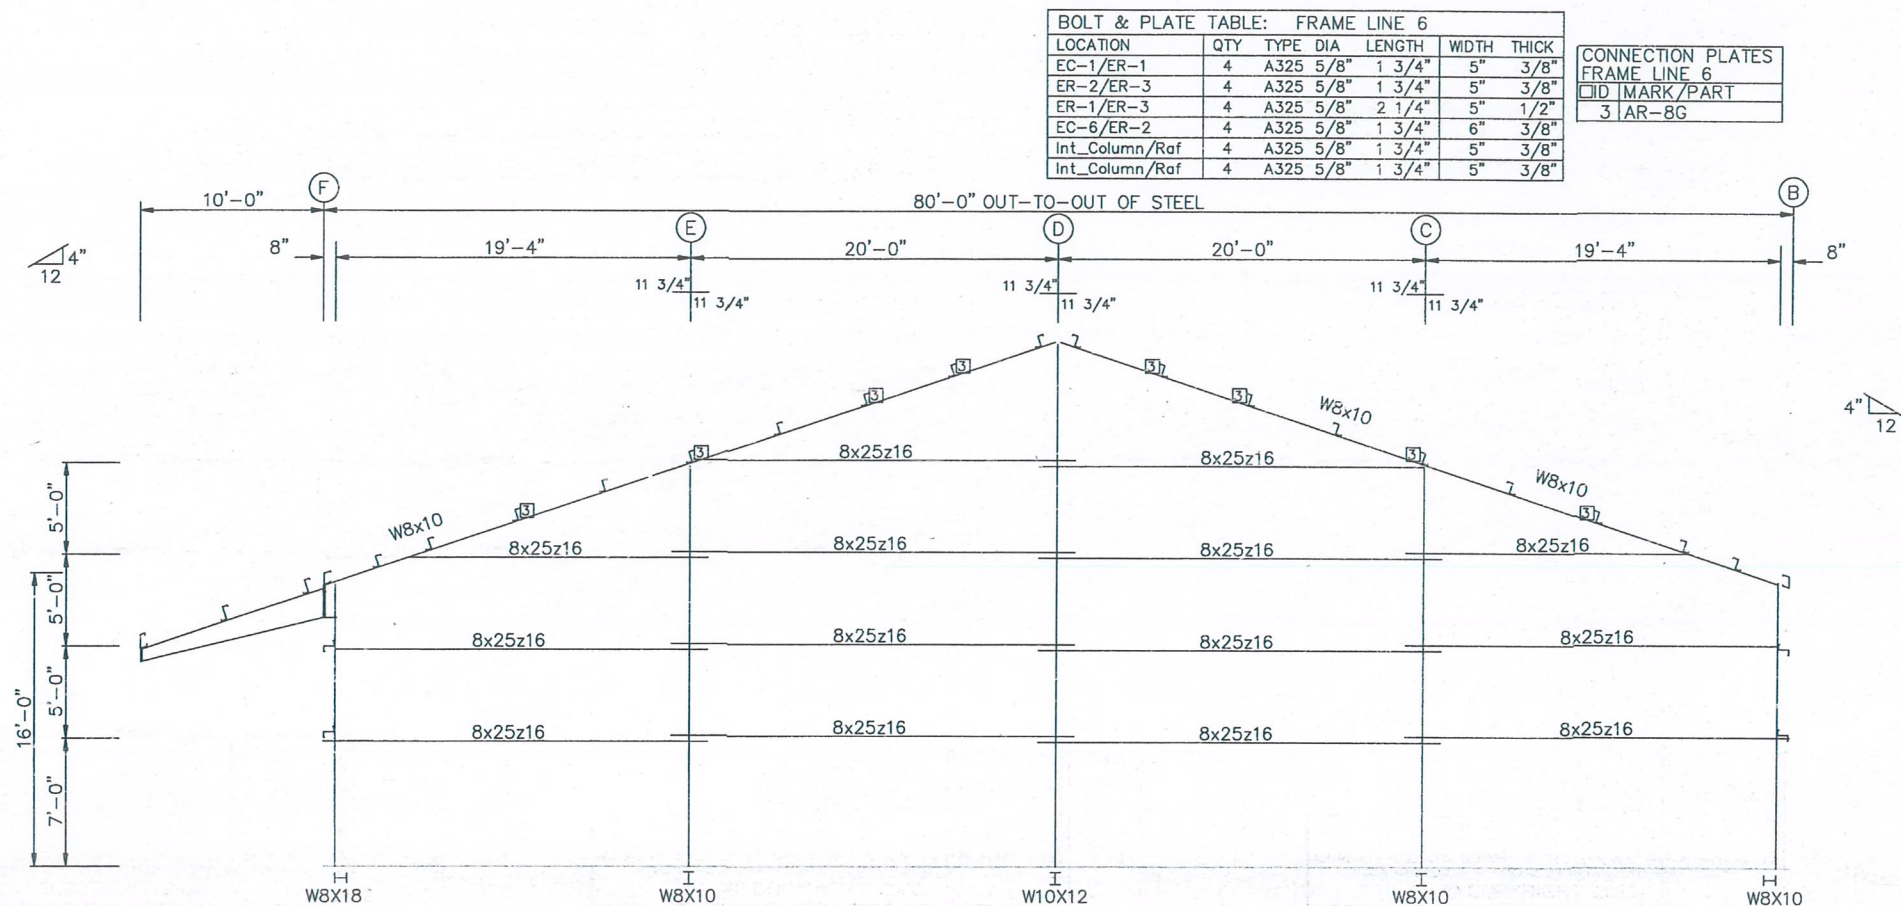 BOLT & PLATE TABLE: FRAME LINE 6
LOCATION QTY TYPE DIA LENGTH WIDTH THICK
EC-1/ER-1 4 A325 5/8" 1 3/4" 5" 3/8"
ER-2/ER-3 4 A325 5/8" 1 3/4" 5" 3/8"
ER-1/ER-3 4 A325 5/8" 2 1/4" 5" 1/2"
EC-6/ER-2 4 A325 5/8" 1 3/4" 6" 3/8"
Int_Column/Raf 4 A325 5/8" 1 3/4" 5" 3/8"
Int_Column/Raf 4 A325 5/8" 1 3/4" 5" 3/8"
CONNECTION PLATES
FRAME LINE 6
□ID MARK/PART
3 AR-8G
F B
10'-0" 80'-0" OUT-TO-OUT OF STEEL
E D C
8" 19'-4" 20'-0" 20'-0" 19'-4" 8"
4"
12
11 3/4" 11 3/4" 11 3/4"
11 3/4" 11 3/4" 11 3/4"
3 3
3 3
W8x10
4"
12
3 8x25z16 8x25z16 3
5'-0"
W8x10
3 3
W8x10
8x25z16 8x25z16 8x25z16 8x25z16
5'-0"
8x25z16 8x25z16 8x25z16 8x25z16
16'-0"
5'-0"
8x25z16 8x25z16 8x25z16 8x25z16
7'-0"
W8X18 W8X10 W10X12 W8X10 W8X10